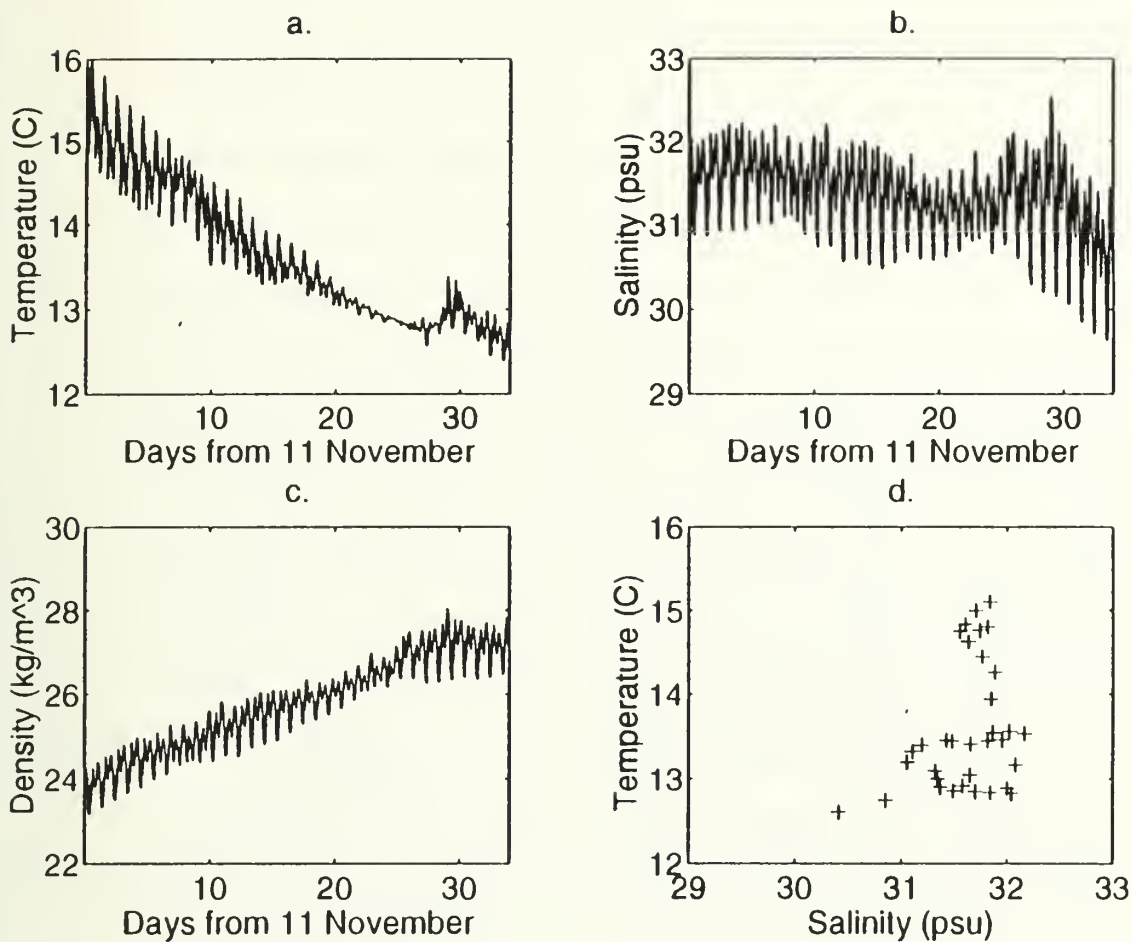 a.
16
15
14
13
12
Temperature (C)
10 20 30
Days from 11 November
b.
33
32
31
30
29
Salinity (psu)
10 20 30
Days from 11 November
c.
30
28
26
24
22
Density (kg/m^3)
10 20 30
Days from 11 November
d.
16
15
14
13
12
Temperature (C)
29 30 31 32 33
Salinity (psu)